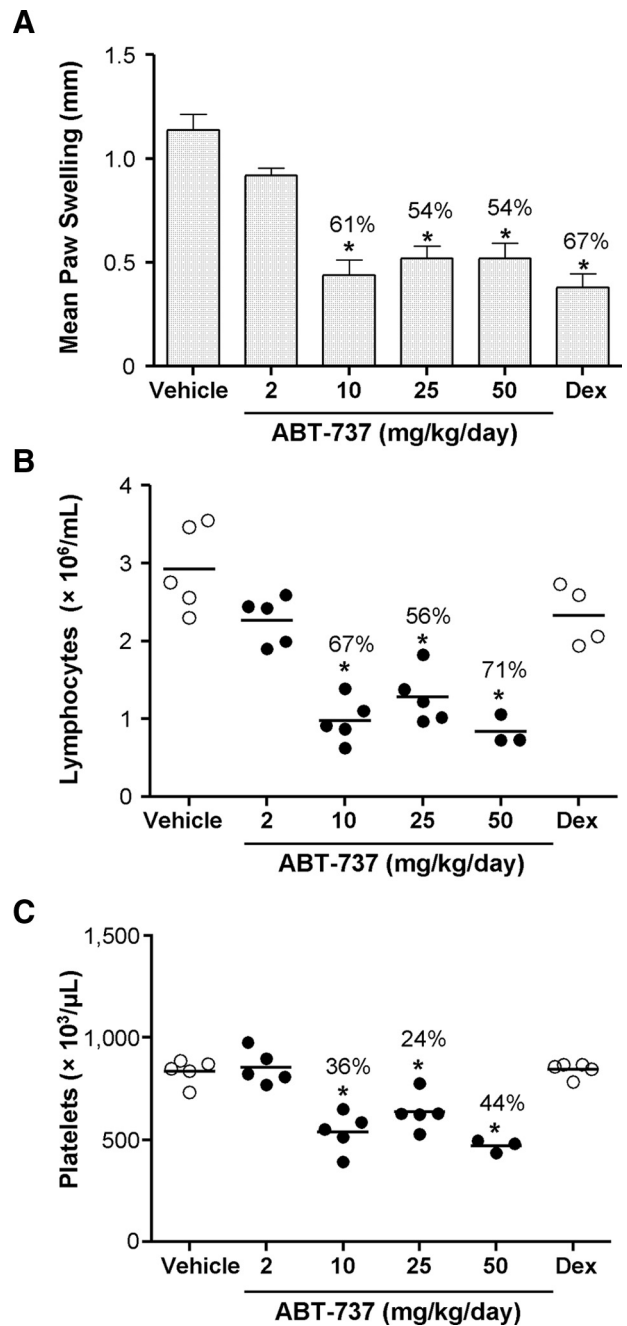 A
Mean Paw Swelling (mm)
1.5
1.0
0.5
0
61%
*
54%
*
54%
*
67%
*
Vehicle 2 10 25 50 Dex
ABT-737 (mg/kg/day)
B
Lymphocytes (× 10⁶/mL)
4
3
2
1
0
67%
*
56%
*
71%
*
Vehicle 2 10 25 50 Dex
ABT-737 (mg/kg/day)
C
Platelets (× 10³/µL)
1,500
1,000
500
0
36%
*
24%
*
44%
*
Vehicle 2 10 25 50 Dex
ABT-737 (mg/kg/day)